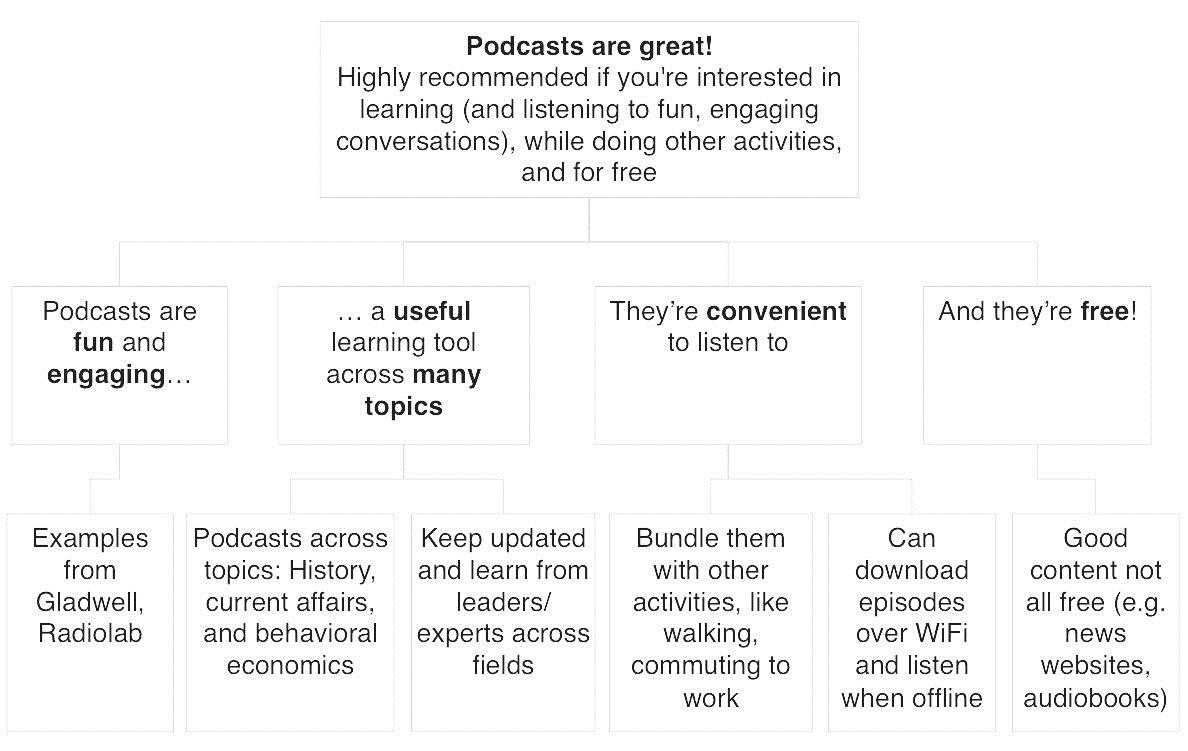 Podcasts are great!
Highly recommended if you're interested in
learning (and listening to fun, engaging
conversations), while doing other activities,
and for free
Podcasts are
fun and
engaging…
… a useful
learning tool
across many
topics
They’re convenient
to listen to
And they’re free!
Examples
from
Gladwell,
Radiolab
Podcasts across
topics: History,
current affairs,
and behavioral
economics
Keep updated
and learn from
leaders/
experts across
fields
Bundle them
with other
activities, like
walking,
commuting to
work
Can
download
episodes
over WiFi
and listen
when offline
Good
content not
all free (e.g.
news
websites,
audiobooks)